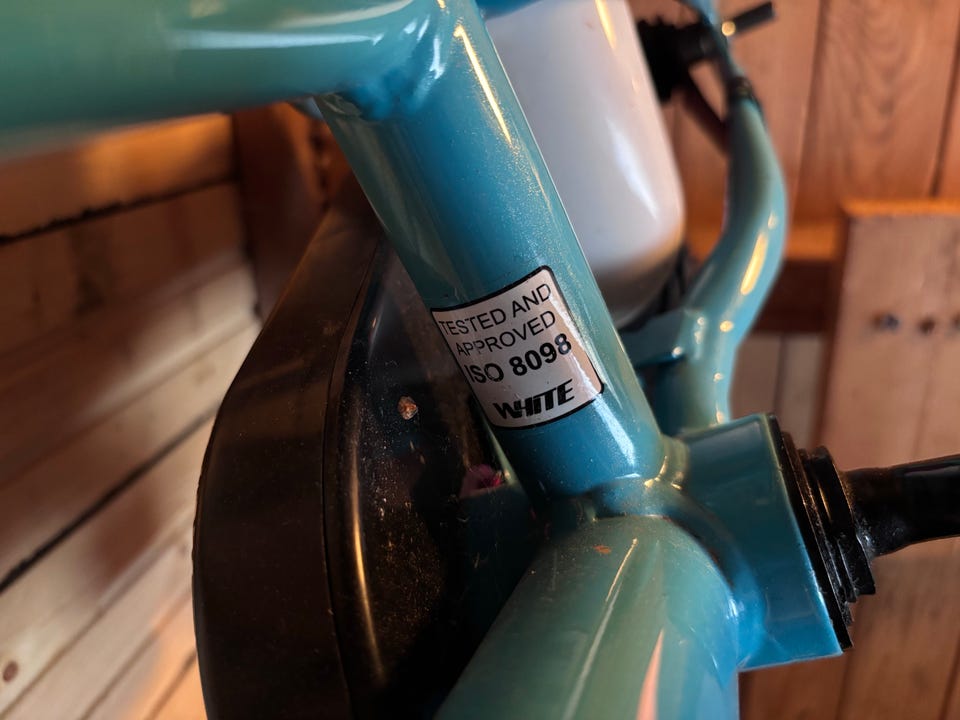 TESTED AND
APPROVED
ISO 8098
WHITE